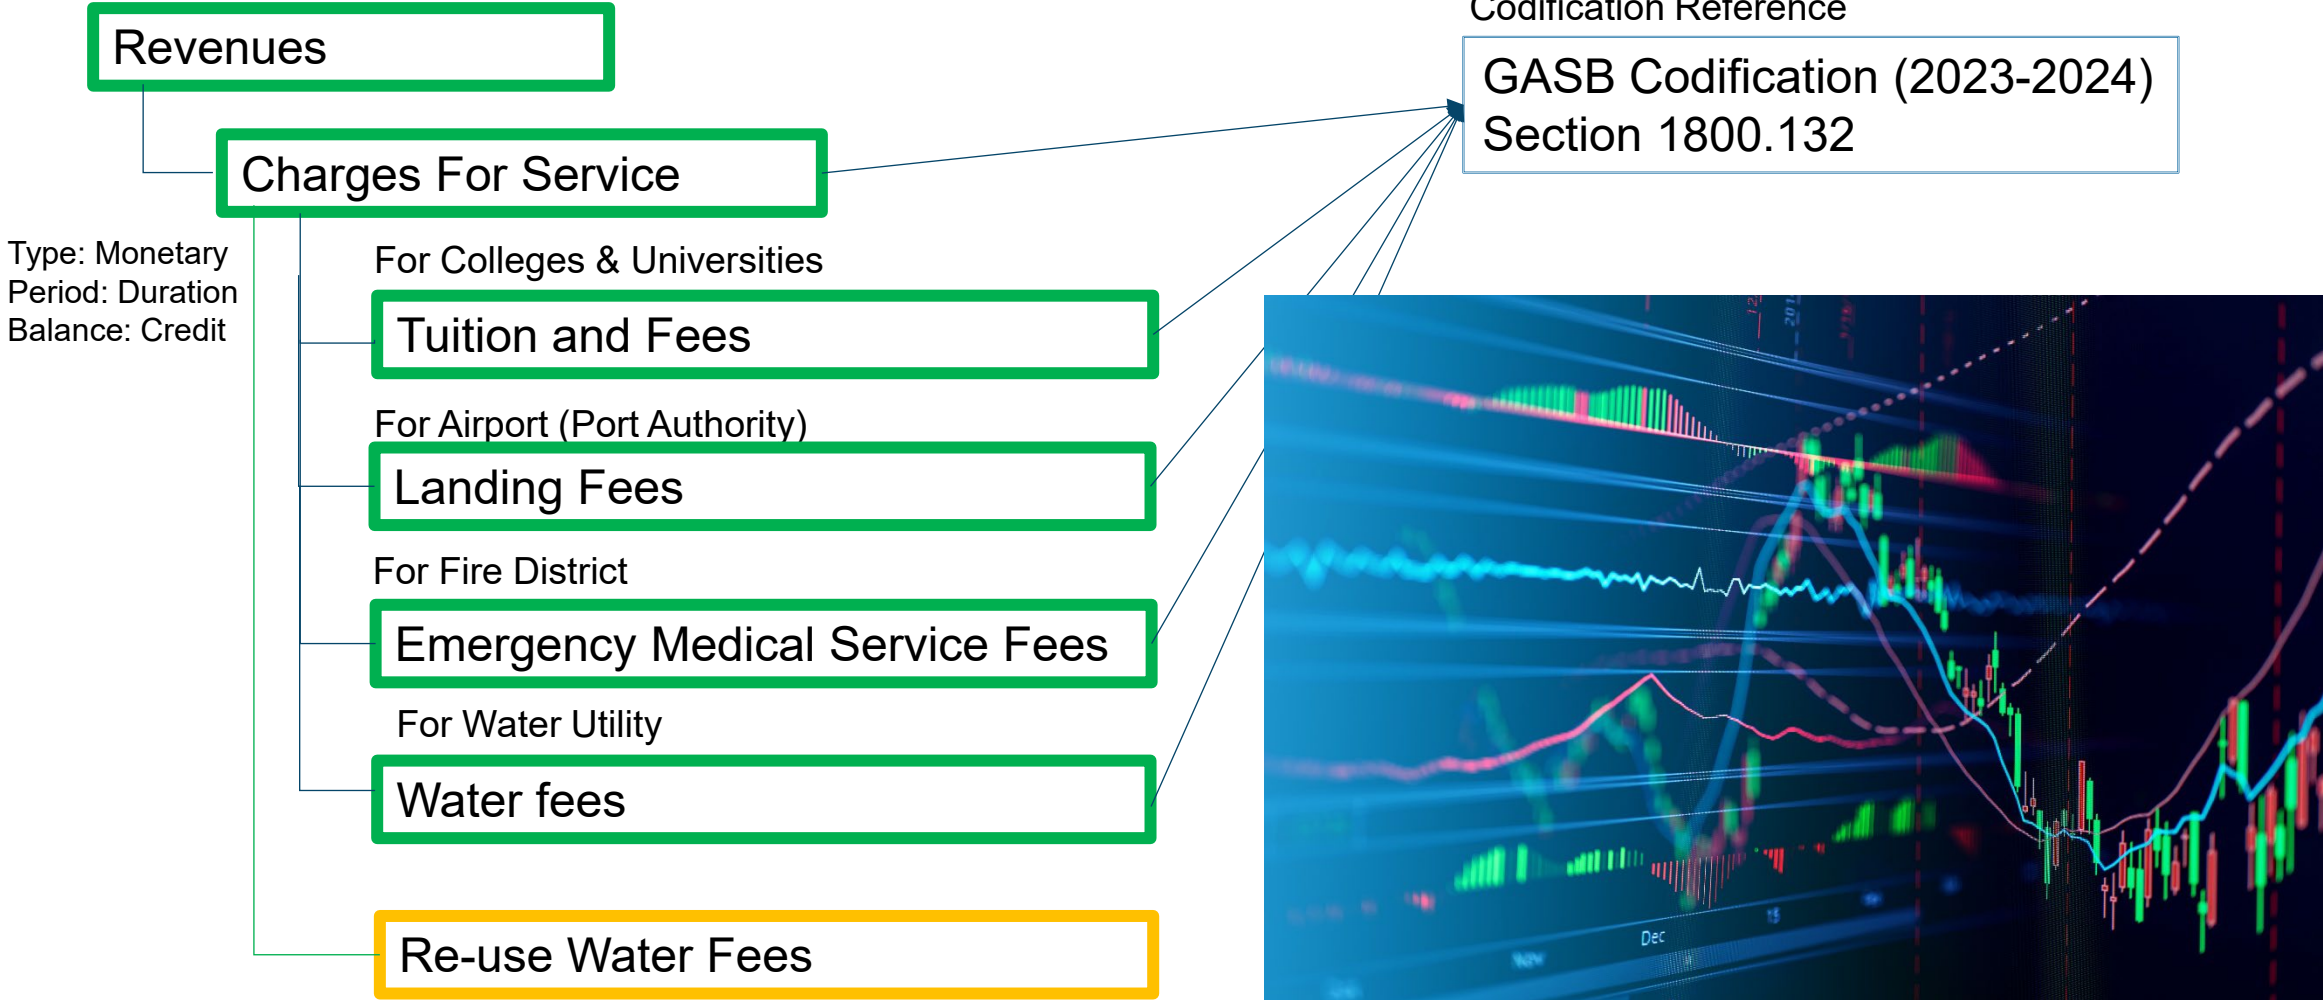 Codification Reference
Revenues
GASB Codification (2023-2024)
Section 1800.132
Charges For Service
Type: Monetary
Period: Duration
Balance: Credit
For Colleges & Universities
Tuition and Fees
For Airport (Port Authority)
Landing Fees
For Fire District
Emergency Medical Service Fees
For Water Utility
Water fees
Re-use Water Fees
Dec
15
Nov